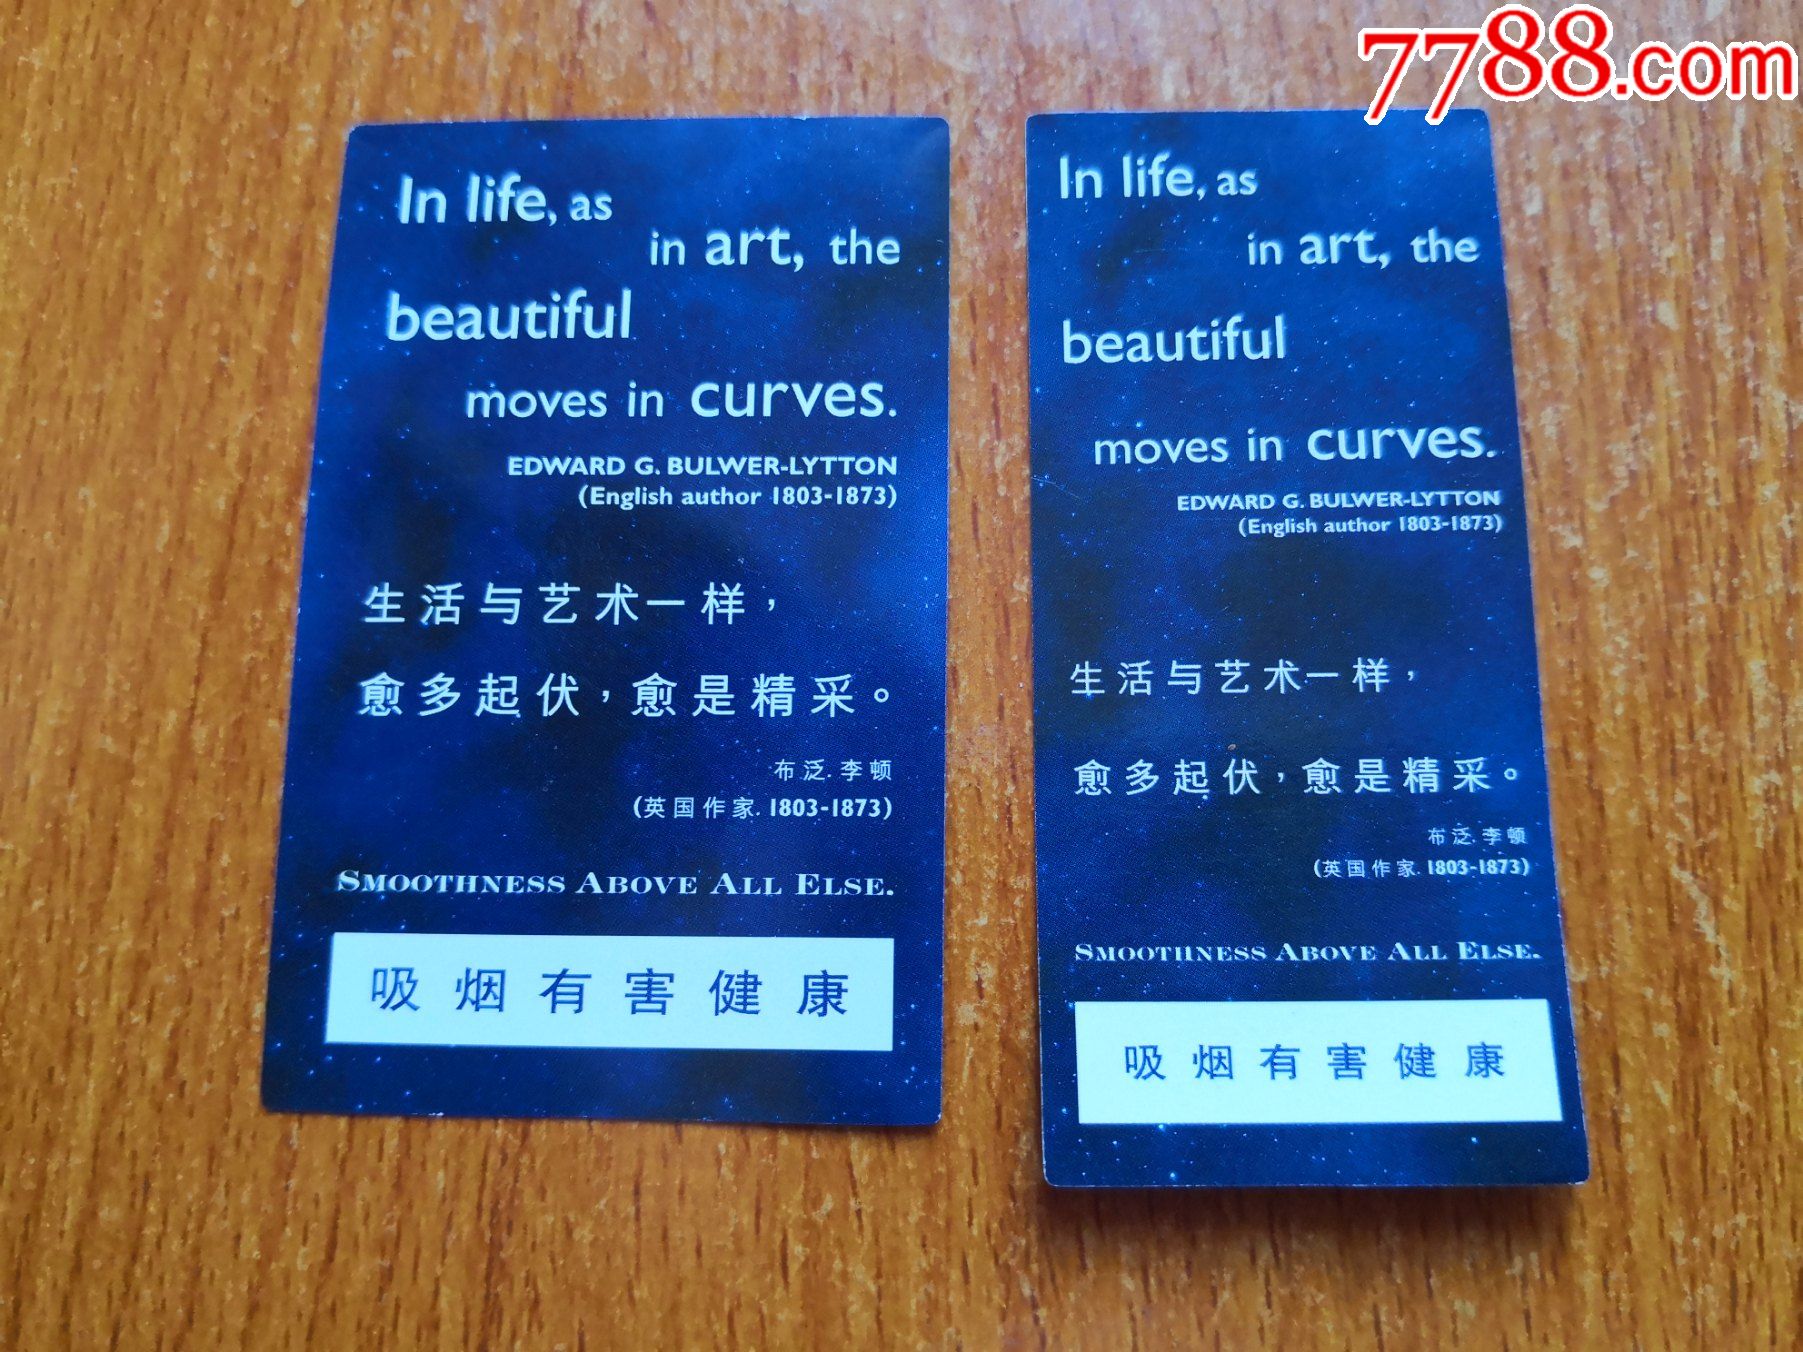 7788.com
In life, as
in art, the
beautiful
moves in curves.
EDWARD G. BULWER-LYTTON
(English author 1803-1873)
生活与艺术一样，
愈多起伏，愈是精采。
布泛.李顿
(英国作家.1803-1873)
SMOOTHNESS ABOVE ALL ELSE.
吸烟有害健康
In life, as
in art, the
beautiful
moves in curves.
EDWARD G. BULWER-LYTTON
(English author 1803-1873)
生活与艺术一样，
愈多起伏，愈是精采。
布泛.李顿
(英国作家.1803-1873)
SMOOTHNESS ABOVE ALL ELSE.
吸烟有害健康